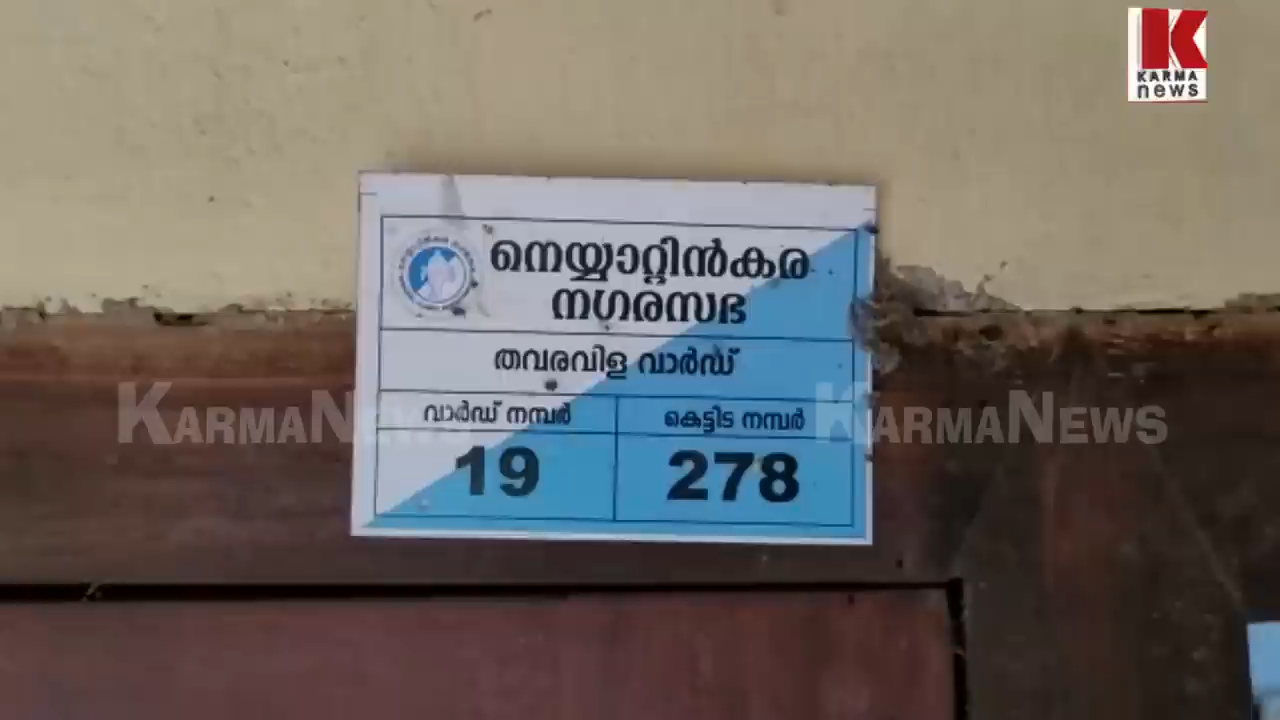 K
KARMA
news
നെയ്യാറ്റിൻകര
നഗരസഭ
തവരവിള വാർഡ്
വാർഡ് നമ്പർ
കെട്ടിട നമ്പർ
19
278
KARMANEWS
KARMANEWS